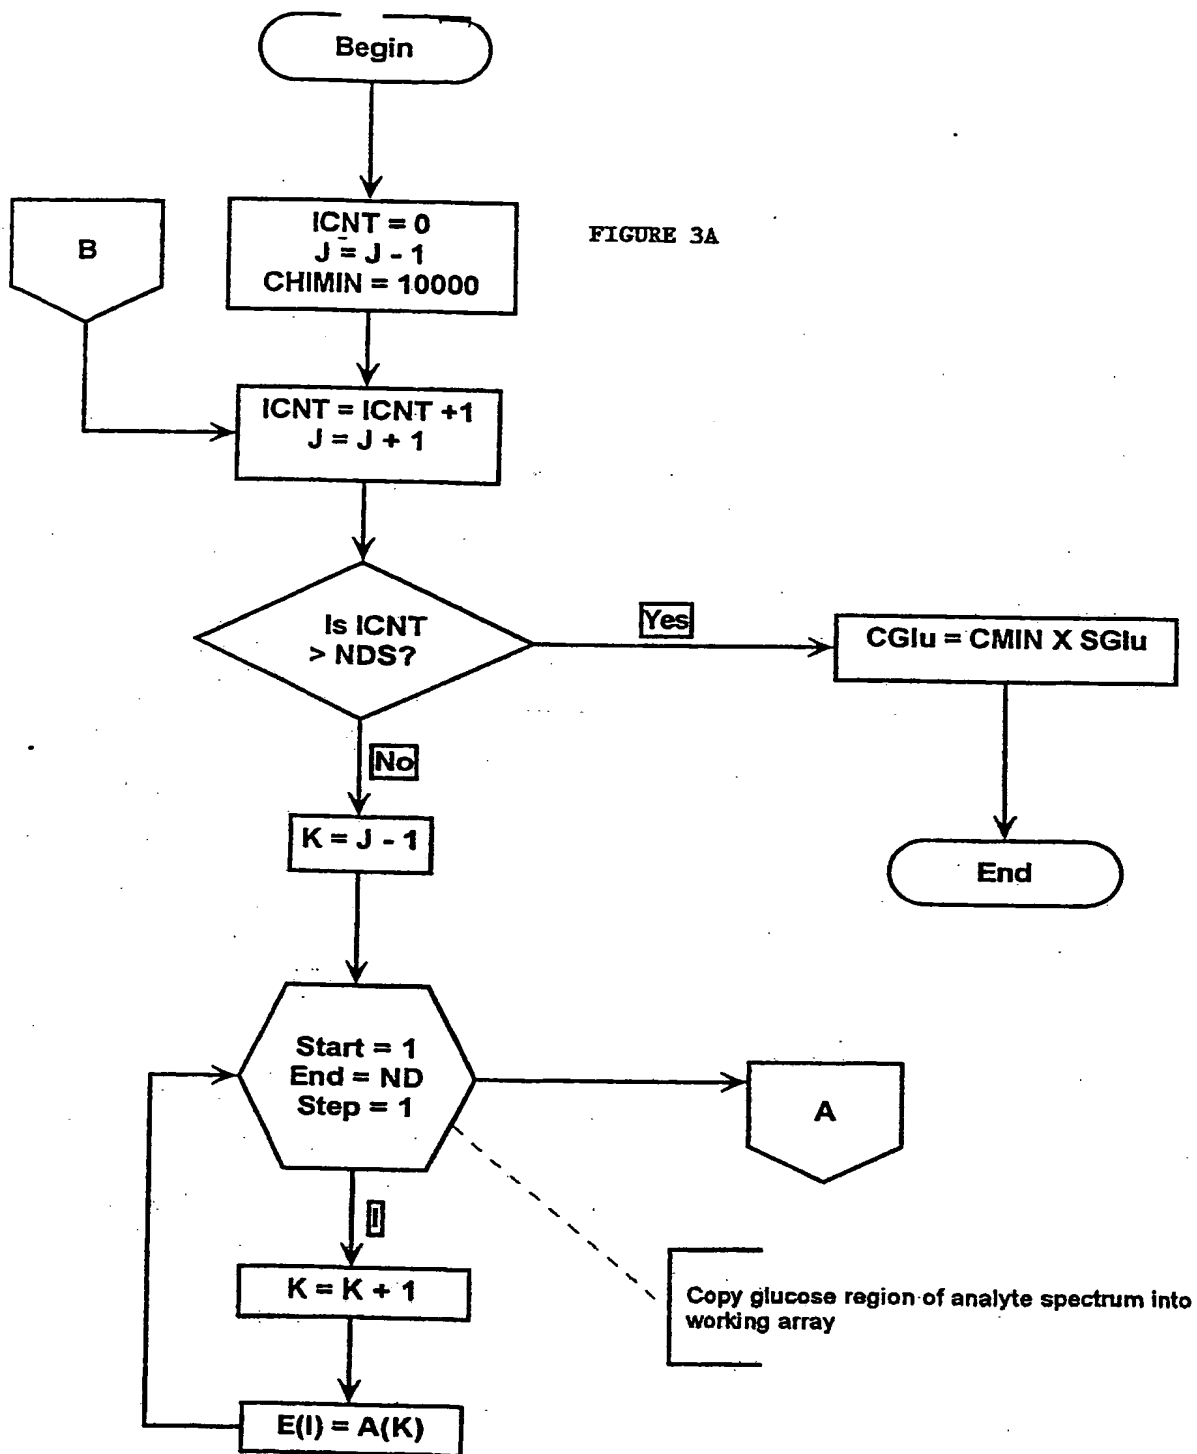 Begin
B
ICNT = 0
J = J - 1
CHIMIN = 10000
FIGURE 3A
ICNT = ICNT +1
J = J + 1
Is ICNT
> NDS?
Yes
CGlu = CMIN X SGlu
No
K = J - 1
End
Start = 1
End = ND
Step = 1
A
I
K = K + 1
Copy glucose region of analyte spectrum into
working array
E(I) = A(K)